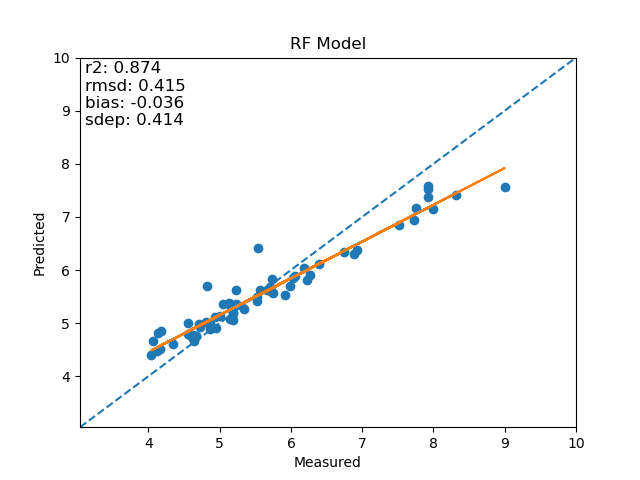 RF Model
r2: 0.874
rmsd: 0.415
bias: -0.036
sdep: 0.414
10
9
8
7
6
5
4
Predicted
4 5 6 7 8 9 10
Measured